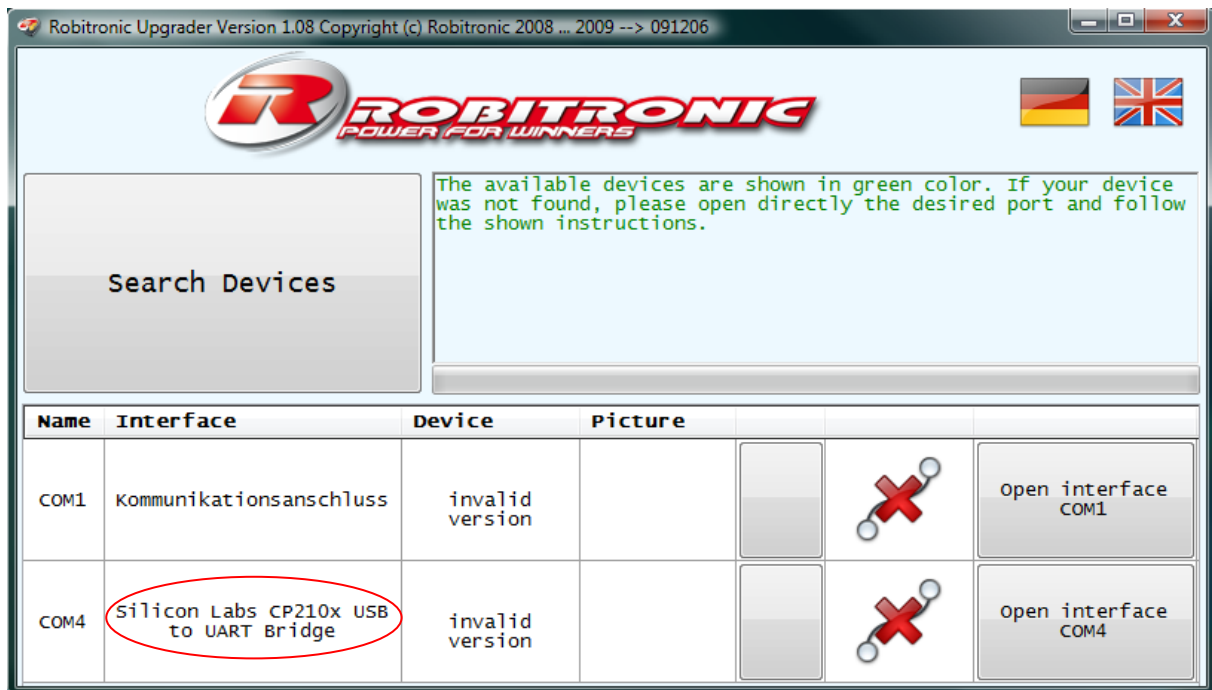 Robitronic Upgrader Version 1.08 Copyright (c) Robitronic 2008 ... 2009 --> 091206
R ROBITRONIC
POWER FOR WINNERS
Search Devices
The available devices are shown in green color. If your device
was not found, please open directly the desired port and follow
the shown instructions.
Name Interface Device Picture
COM1 Kommunikationsanschluss invalid
version
Open interface
COM1
COM4 Silicon Labs CP210x USB
to UART Bridge
invalid
version
Open interface
COM4